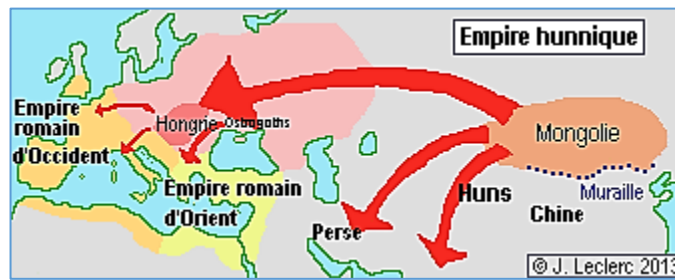 Empire hunnique
Empire
romain
d'Occident
Hongrie
Ostrogoths
Mongolie
Empire romain
d'Orient
Huns
Muraille
Perse
Chine
© J. Leclerc 2013